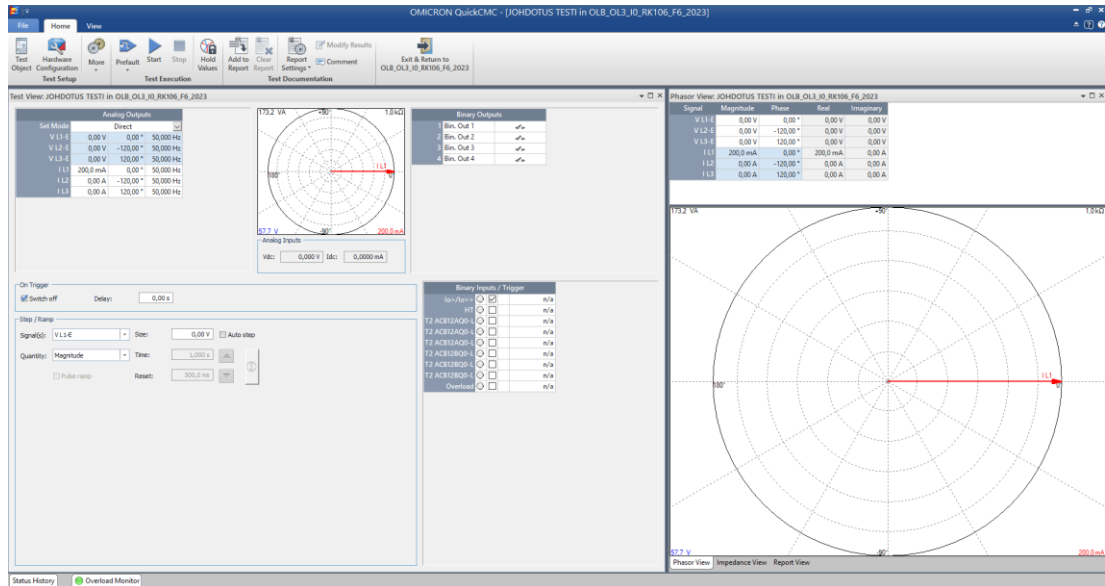 OMICRON QuickCMC - [JOHDOTUS TESTI in OLB_OL3_I0_RK106_F6_2023]
File Home View
Test Object Hardware Configuration More Prefault Start Stop Hold Values Add to Report Clear Report Report Settings Modify Results Comment Exit & Return to OLB_OL3_I0_RK106_F6_2023
Test Setup Test Execution Test Documentation
Test View: JOHDOTUS TESTI in OLB_OL3_I0_RK106_F6_2023
Analog Outputs
Set Mode Direct
V L1-E 0,00 V 0,00 ° 50,000 Hz
V L2-E 0,00 V -120,00 ° 50,000 Hz
V L3-E 0,00 V 120,00 ° 50,000 Hz
I L1 200,0 mA 0,00 ° 50,000 Hz
I L2 0,00 A -120,00 ° 50,000 Hz
I L3 0,00 A 120,00 ° 50,000 Hz
173,2 VA 1,0 kΩ
I L1
180° 0°
57,7 V -90° 200,0 mA
Analog Inputs
Vdc: 0,000 V Idc: 0,0000 mA
Binary Outputs
1 Bin. Out 1
2 Bin. Out 2
3 Bin. Out 3
4 Bin. Out 4
On Trigger
Switch off Delay: 0,00 s
Step / Ramp
Signal(s): V L1-E Size: 0,00 V Auto step
Quantity: Magnitude Time: 1,000 s
Pulse ramp Reset: 500,0 ms
Binary Inputs / Trigger
Io>/Io>> n/a
HT n/a
T2 ACB12AQ0-L n/a
T2 ACB12AQ0-L n/a
T2 ACB12AQ0-L n/a
T2 ACB12BQ0-L n/a
T2 ACB12BQ0-L n/a
T2 ACB12BQ0-L n/a
Overload n/a
Phasor View: JOHDOTUS TESTI in OLB_OL3_I0_RK106_F6_2023
Signal Magnitude Phase Real Imaginary
V L1-E 0,00 V 0,00 ° 0,00 V 0,00 V
V L2-E 0,00 V -120,00 ° 0,00 V 0,00 V
V L3-E 0,00 V 120,00 ° 0,00 V 0,00 V
I L1 200,0 mA 0,00 ° 200,0 mA 0,00 A
I L2 0,00 A -120,00 ° 0,00 A 0,00 A
I L3 0,00 A 120,00 ° 0,00 A 0,00 A
173,2 VA +90° 1,0 kΩ
I L1
180° 0°
57,7 V -90° 200,0 mA
Phasor View Impedance View Report View
Status History Overload Monitor